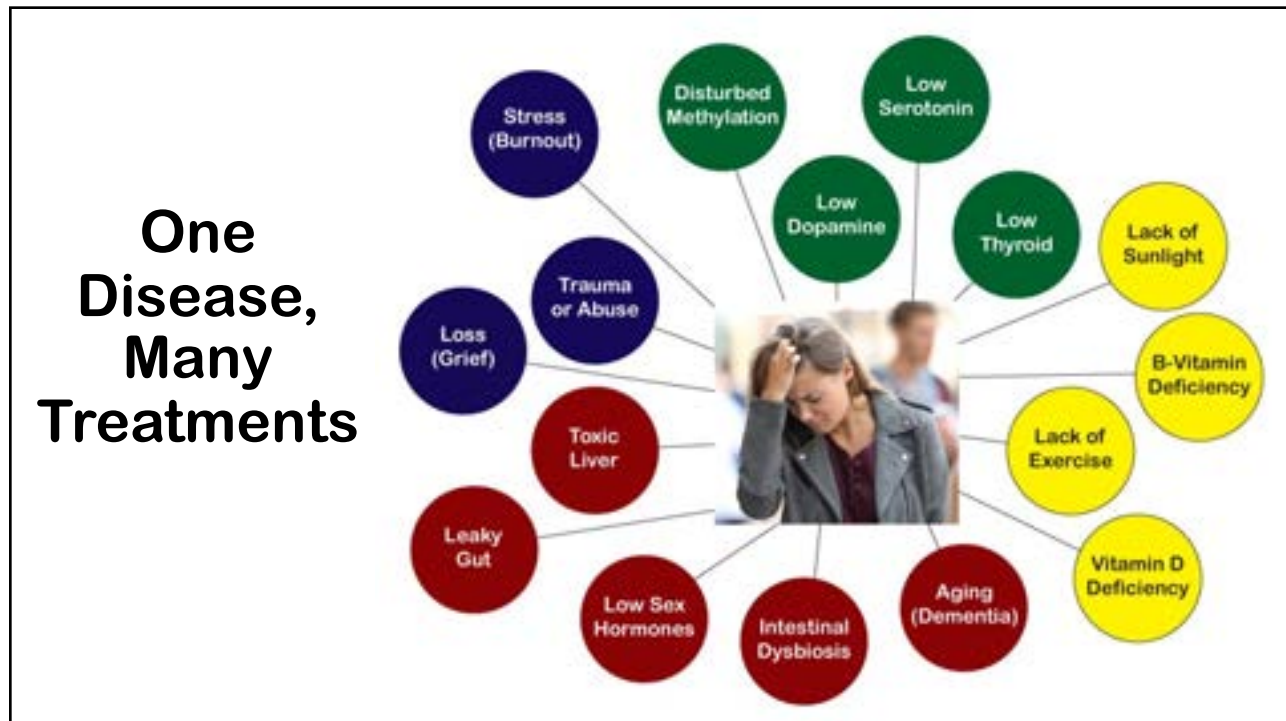 One
Disease,
Many
Treatments
Stress
(Burnout)
Disturbed
Methylation
Low
Serotonin
Low
Dopamine
Low
Thyroid
Lack of
Sunlight
Trauma
or Abuse
Loss
(Grief)
B-Vitamin
Deficiency
Toxic
Liver
Lack of
Exercise
Leaky
Gut
Vitamin D
Deficiency
Low Sex
Hormones
Intestinal
Dysbiosis
Aging
(Dementia)